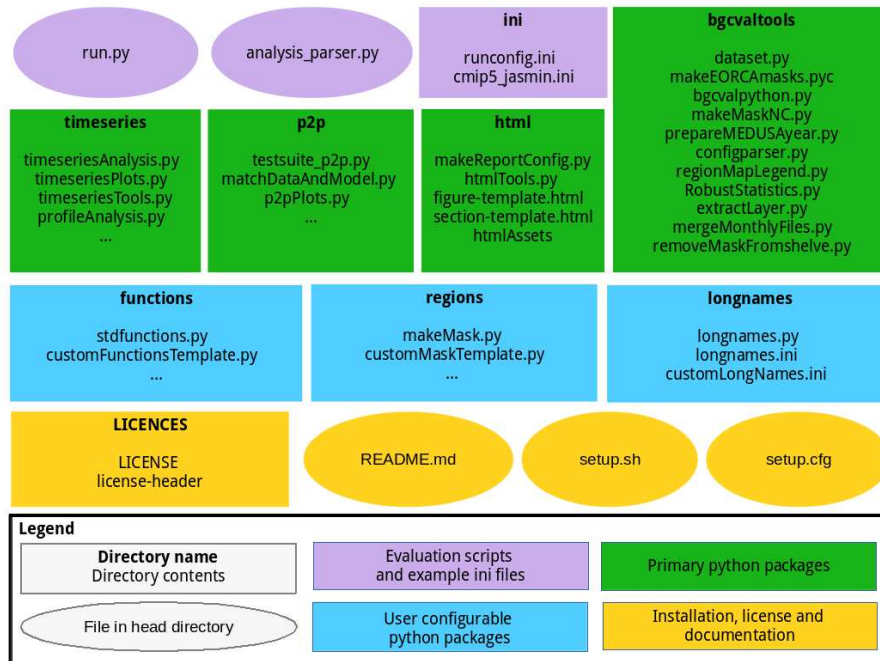 run.py
analysis_parser.py
ini
runconfig.ini
cmip5_jasmin.ini
bgcvaltools
dataset.py
makeEORCAmasks.pyc
bgcvalpython.py
makeMaskNC.py
prepareMEDUSAyear.py
configparser.py
regionMapLegend.py
RobustStatistics.py
extractLayer.py
mergeMonthlyFiles.py
removeMaskFromshelve.py
timeseries
timeseriesAnalysis.py
timeseriesPlots.py
timeseriesTools.py
profileAnalysis.py
...
p2p
testsuite_p2p.py
matchDataAndModel.py
p2pPlots.py
...
html
makeReportConfig.py
htmlTools.py
figure-template.html
section-template.html
htmlAssets
functions
stdfunctions.py
customFunctionsTemplate.py
...
regions
makeMask.py
customMaskTemplate.py
...
longnames
longnames.py
longnames.ini
customLongNames.ini
LICENCES
LICENSE
license-header
README.md
setup.sh
setup.cfg
Legend
Directory name
Directory contents
Evaluation scripts
and example ini files
Primary python packages
File in head directory
User configurable
python packages
Installation, license and
documentation